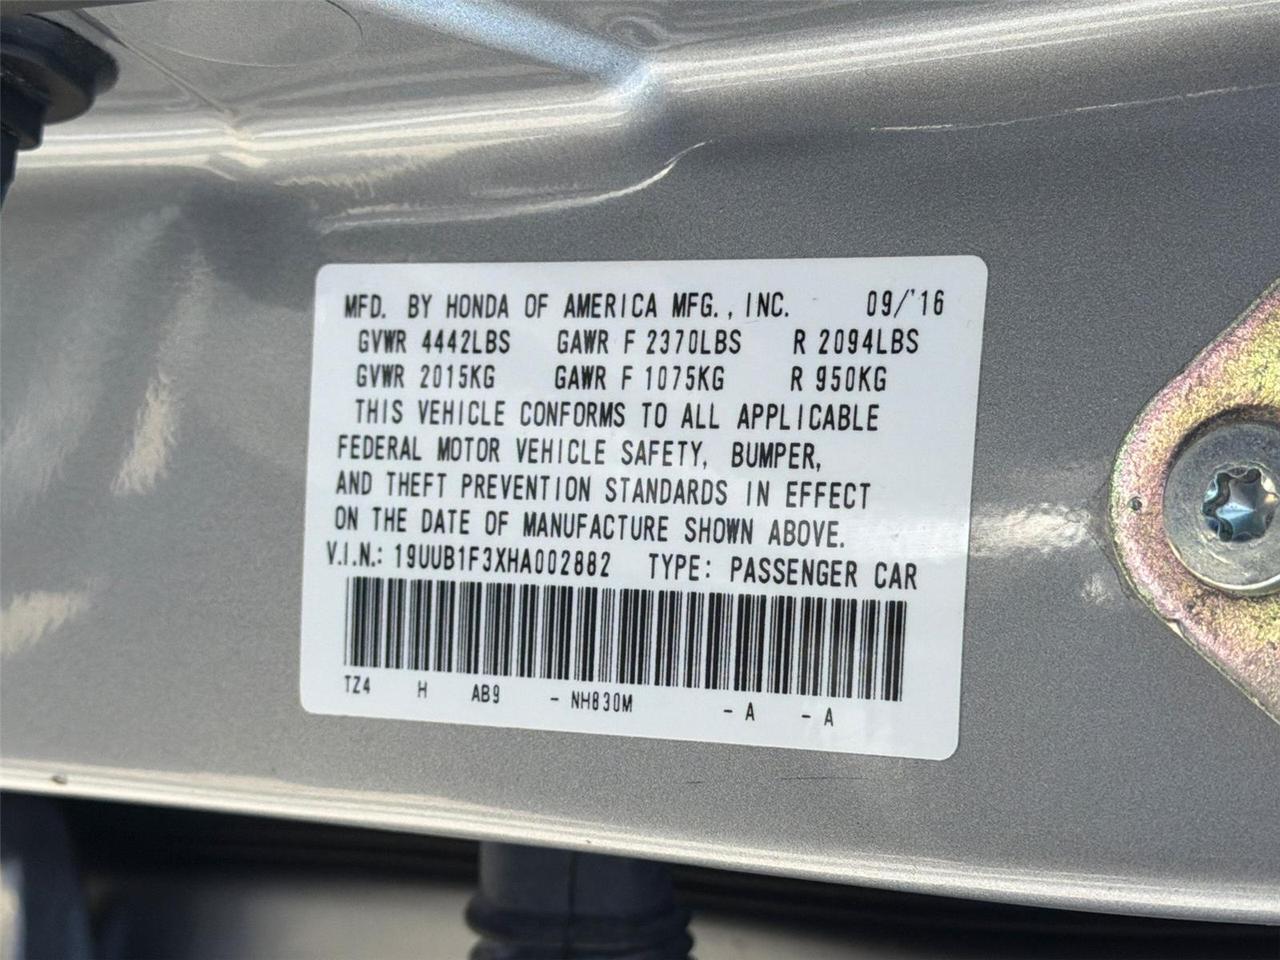 MFD. BY HONDA OF AMERICA MFG., INC. 09/'16
GVWR 4442LBS GAWR F 2370LBS R 2094LBS
GVWR 2015KG GAWR F 1075KG R 950KG
THIS VEHICLE CONFORMS TO ALL APPLICABLE
FEDERAL MOTOR VEHICLE SAFETY, BUMPER,
AND THEFT PREVENTION STANDARDS IN EFFECT
ON THE DATE OF MANUFACTURE SHOWN ABOVE.
V.I.N.: 19UUB1F3XHA002882 TYPE: PASSENGER CAR
TZ4 H AB9 - NH830M - A - A